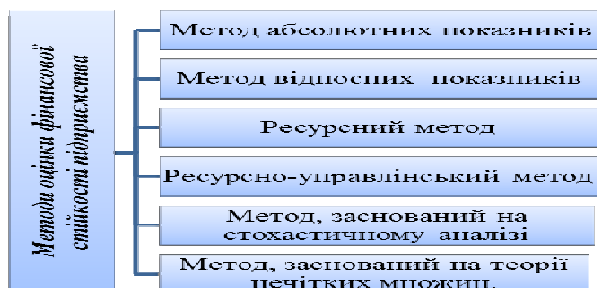 Методи оцінки фінансової
стійкості підприємства
Метод абсолютних показників
Метод відносних показників
Ресурсний метод
Ресурсно-управлінський метод
Метод, заснований на
стохастичному аналізі
Метод, заснований на теорії
нечітких множин.